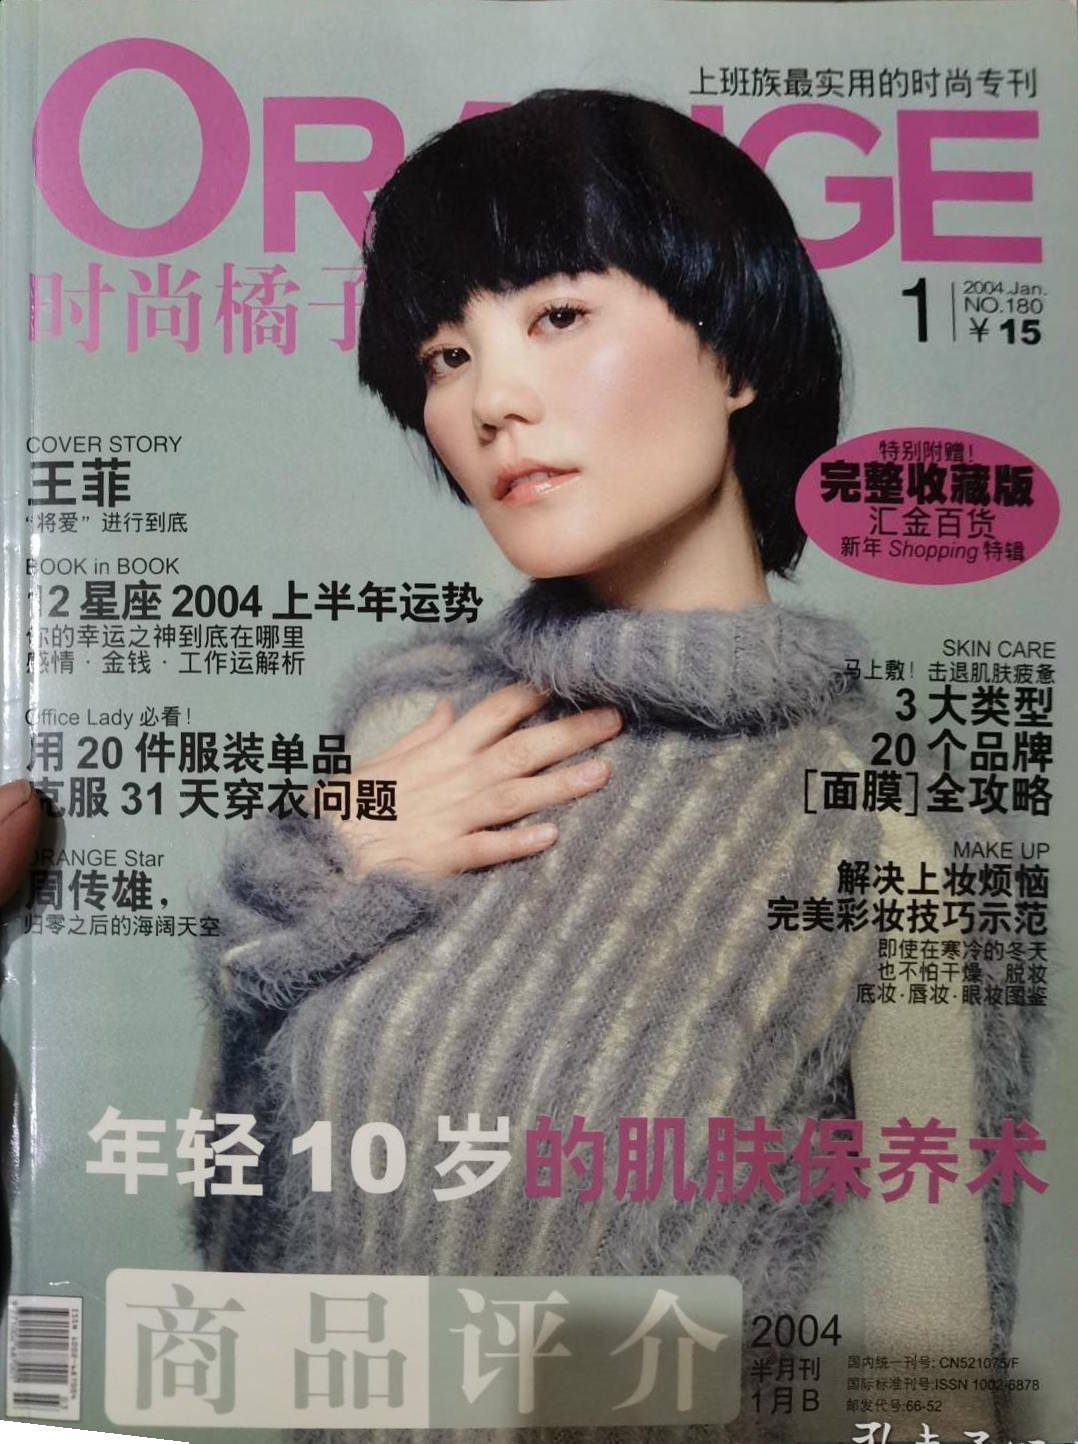 上班族最实用的时尚专刊
ORANGE
时尚橘子
1
2004.Jan.
NO.180
¥15
COVER STORY
王菲
“将爱”进行到底
BOOK in BOOK
12星座2004上半年运势
你的幸运之神到底在哪里
感情·金钱·工作运解析
Office Lady 必看!
用20件服装单品
克服31天穿衣问题
ORANGE Star
周传雄,
归零之后的海阔天空
特别附赠!
完整收藏版
汇金百货
新年 Shopping 特辑
SKIN CARE
马上敷!击退肌肤疲惫
3大类型
20个品牌
[面膜]全攻略
MAKE UP
解决上妆烦恼
完美彩妆技巧示范
即使在寒冷的冬天
也不怕干燥、脱妆
底妆·唇妆·眼妆图鉴
年轻10岁的肌肤保养术
商品评介
2004
半月刊
1月B
国内统一刊号: CN521075/F
国际标准刊号:ISSN 1002-6878
邮发代号:66-52